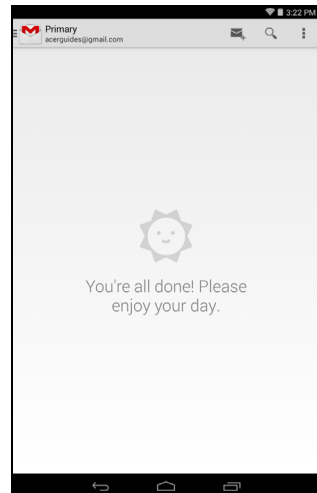 3:22 PM
Primary
acerguides@gmail.com
You're all done! Please
enjoy your day.